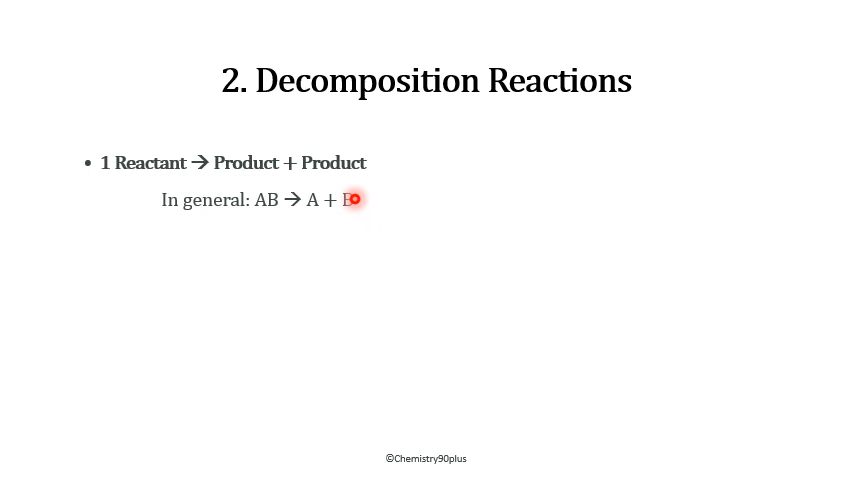 2. Decomposition Reactions
• 1 Reactant → Product + Product
In general: AB → A + B
©Chemistry90plus